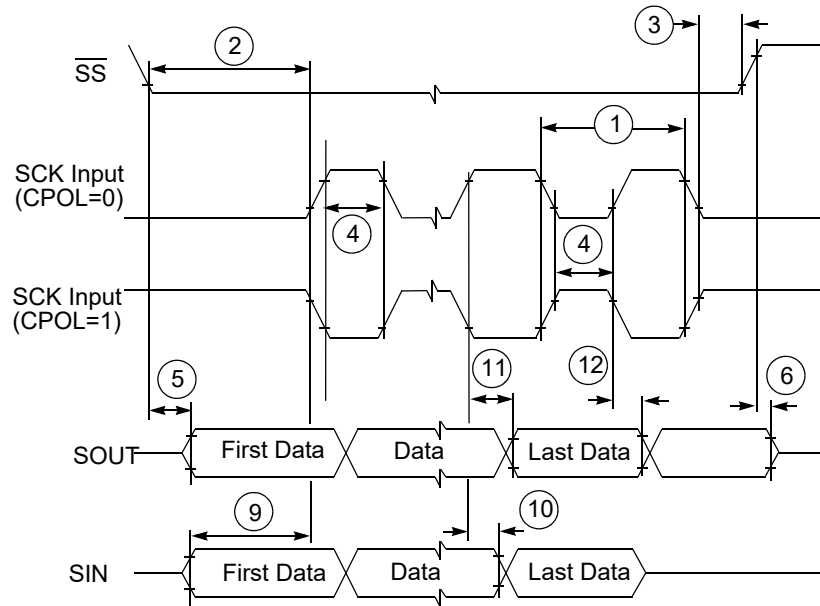 3
2
SS
1
SCK Input
(CPOL=0)
4
4
SCK Input
(CPOL=1)
5
11
12
6
SOUT
First Data
Data
Last Data
9
10
SIN
First Data
Data
Last Data